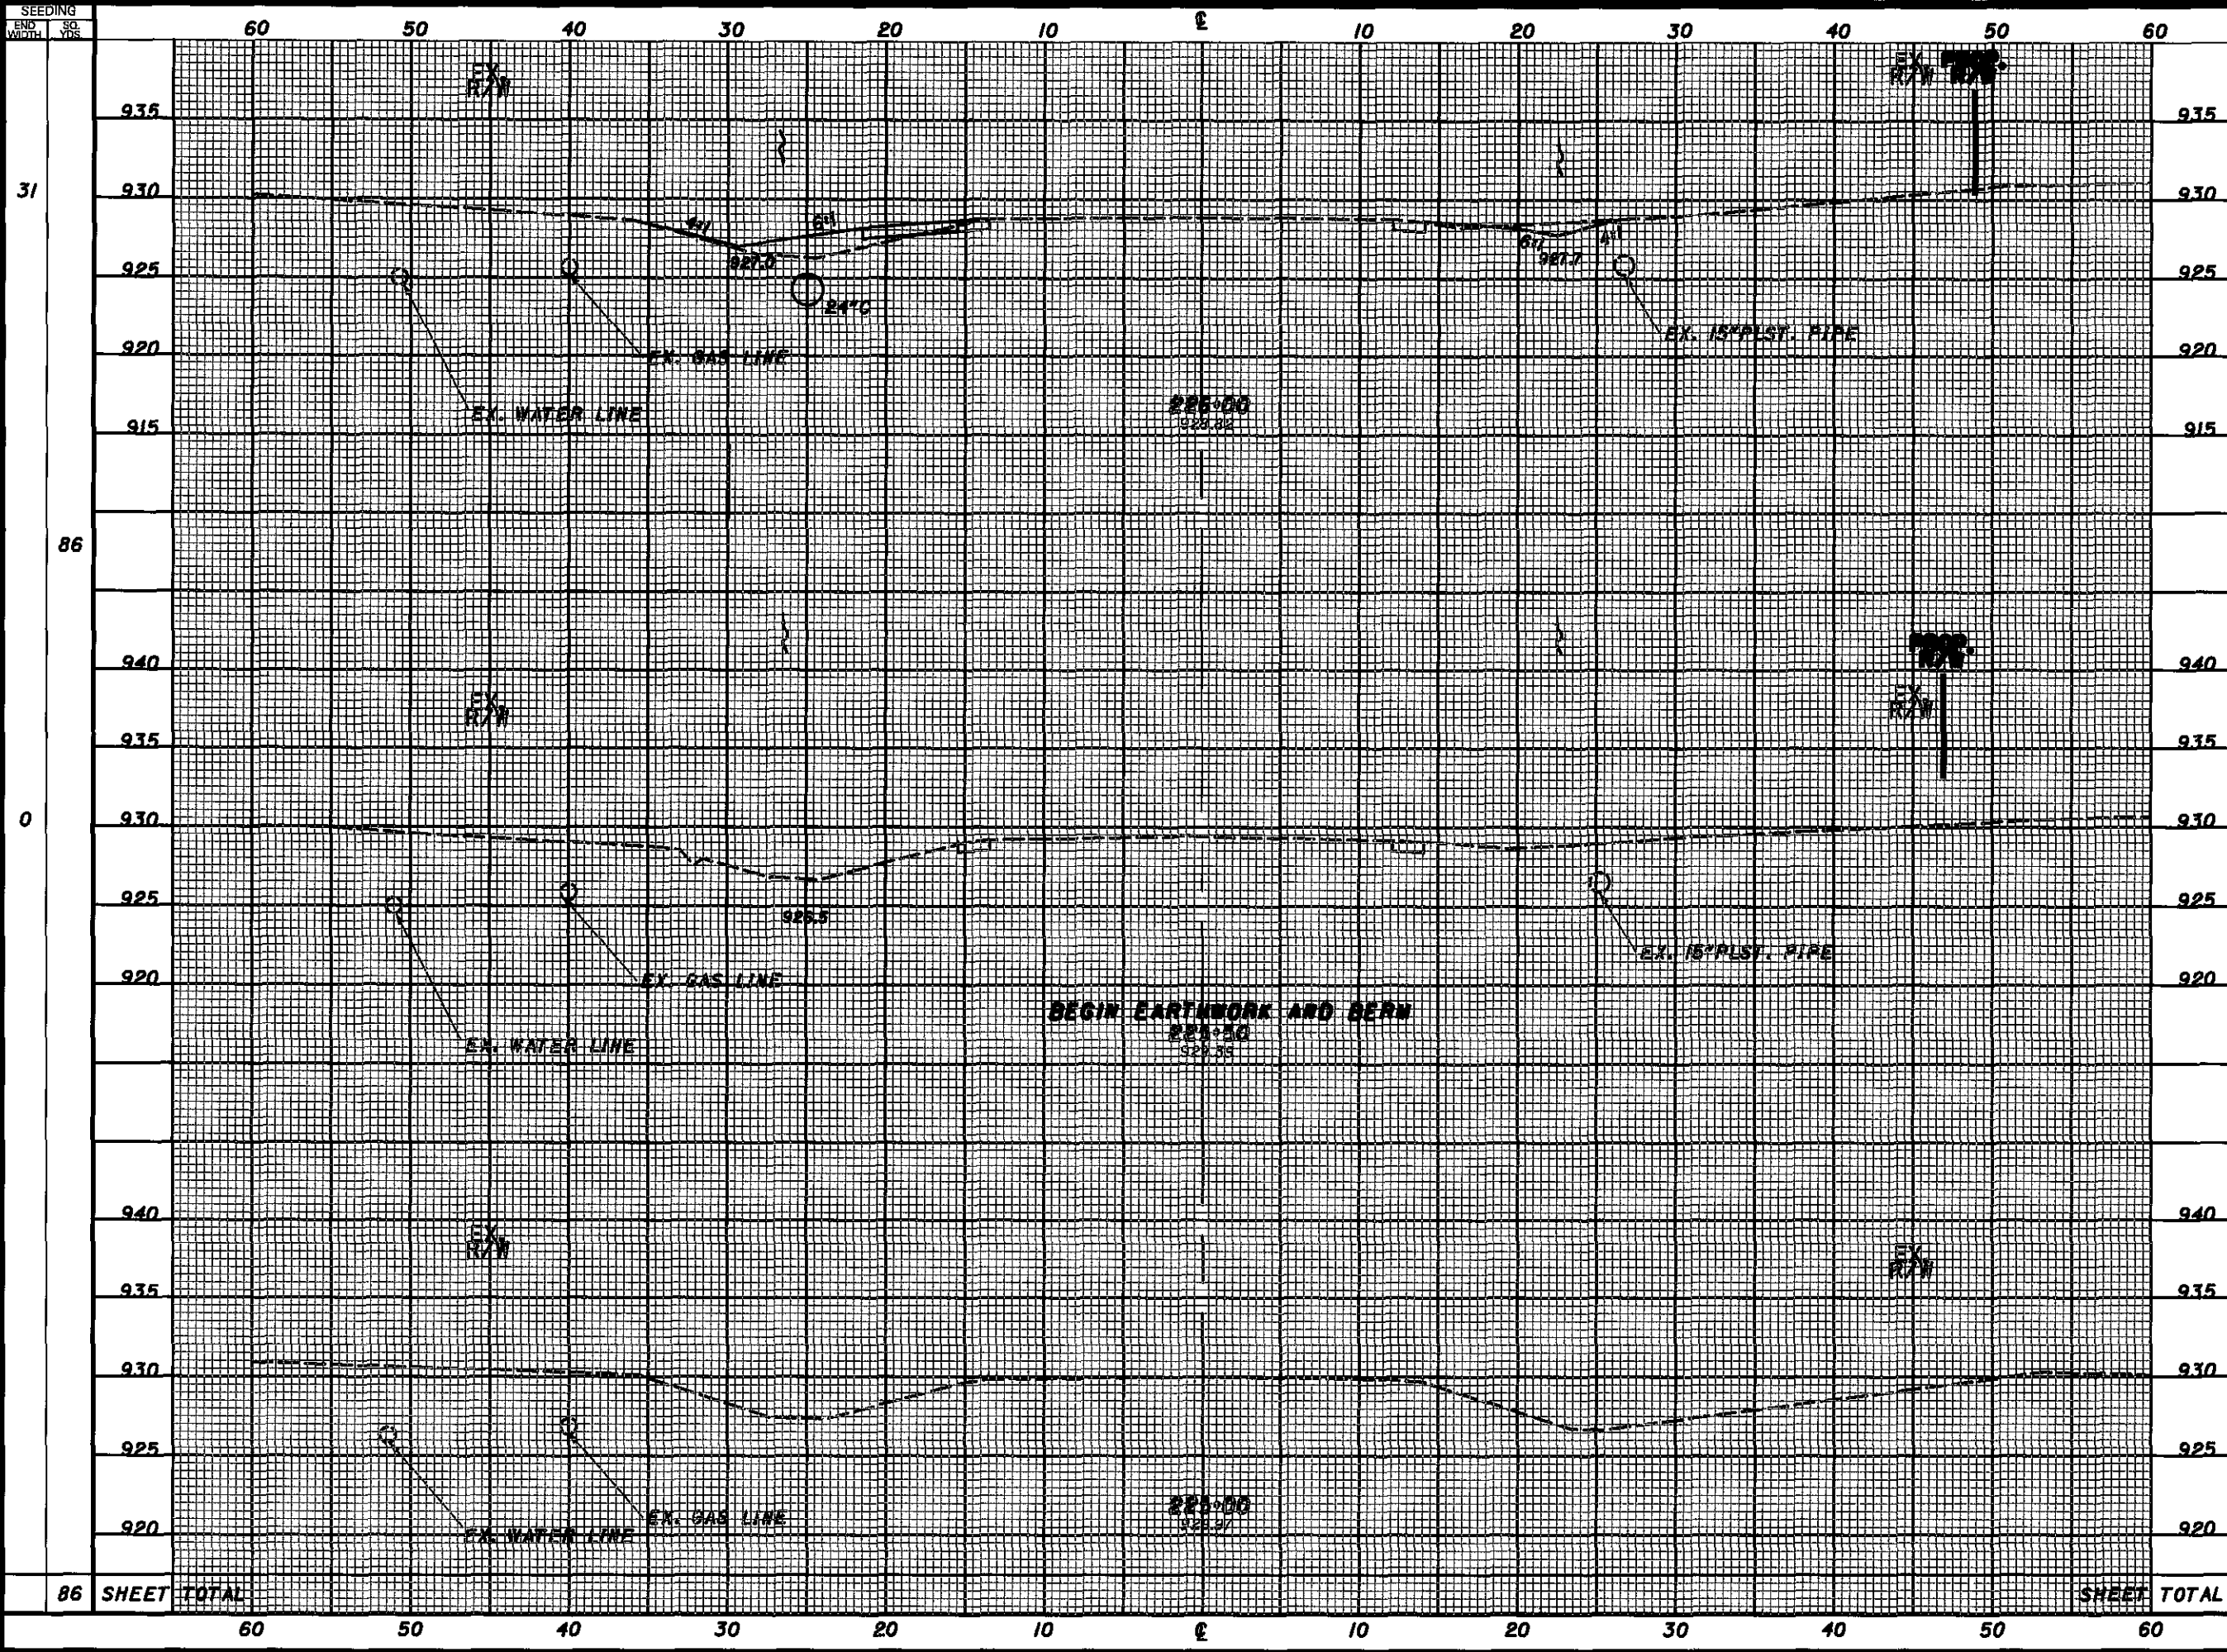 SEEDING
END WIDTH SQ. YDS.
60 50 40 30 20 10 ℄ 10 20 30 40 50 60
EX. R/W EX. R/W PROP. R/W
935 935
31 930 930
4:1 6:1 6:1 4:1
927.0 927.7
925 925
24"C
EX. 15"PLST. PIPE
920 EX. GAS LINE 920
226+00
EX. WATER LINE
928.82
915 915
86
PROP. R/W
940 940
EX. R/W EX. R/W
935 935
0 930 930
925 925
926.5
EX. 15"PLST. PIPE
920 EX. GAS LINE 920
BEGIN EARTHWORK AND BERM
225+50
EX. WATER LINE
940 940
EX. R/W EX. R/W
935 935
930 930
925 925
225+00
EX. GAS LINE
920 EX. WATER LINE 920
86 SHEET TOTAL SHEET TOTAL
60 50 40 30 20 10 ℄ 10 20 30 40 50 60